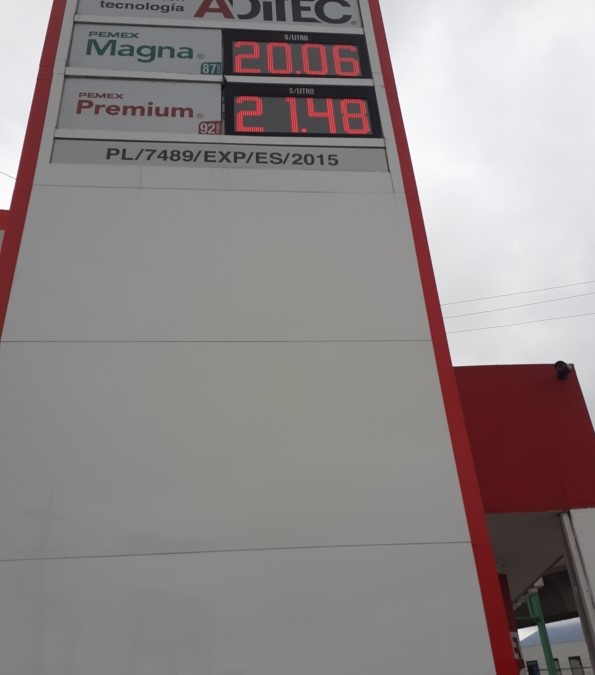 tecnología
ADITEC
PEMEX
Magna 87
$/LITRO
20.06
PEMEX
Premium 92
$/LITRO
21.48
PL/7489/EXP/ES/2015